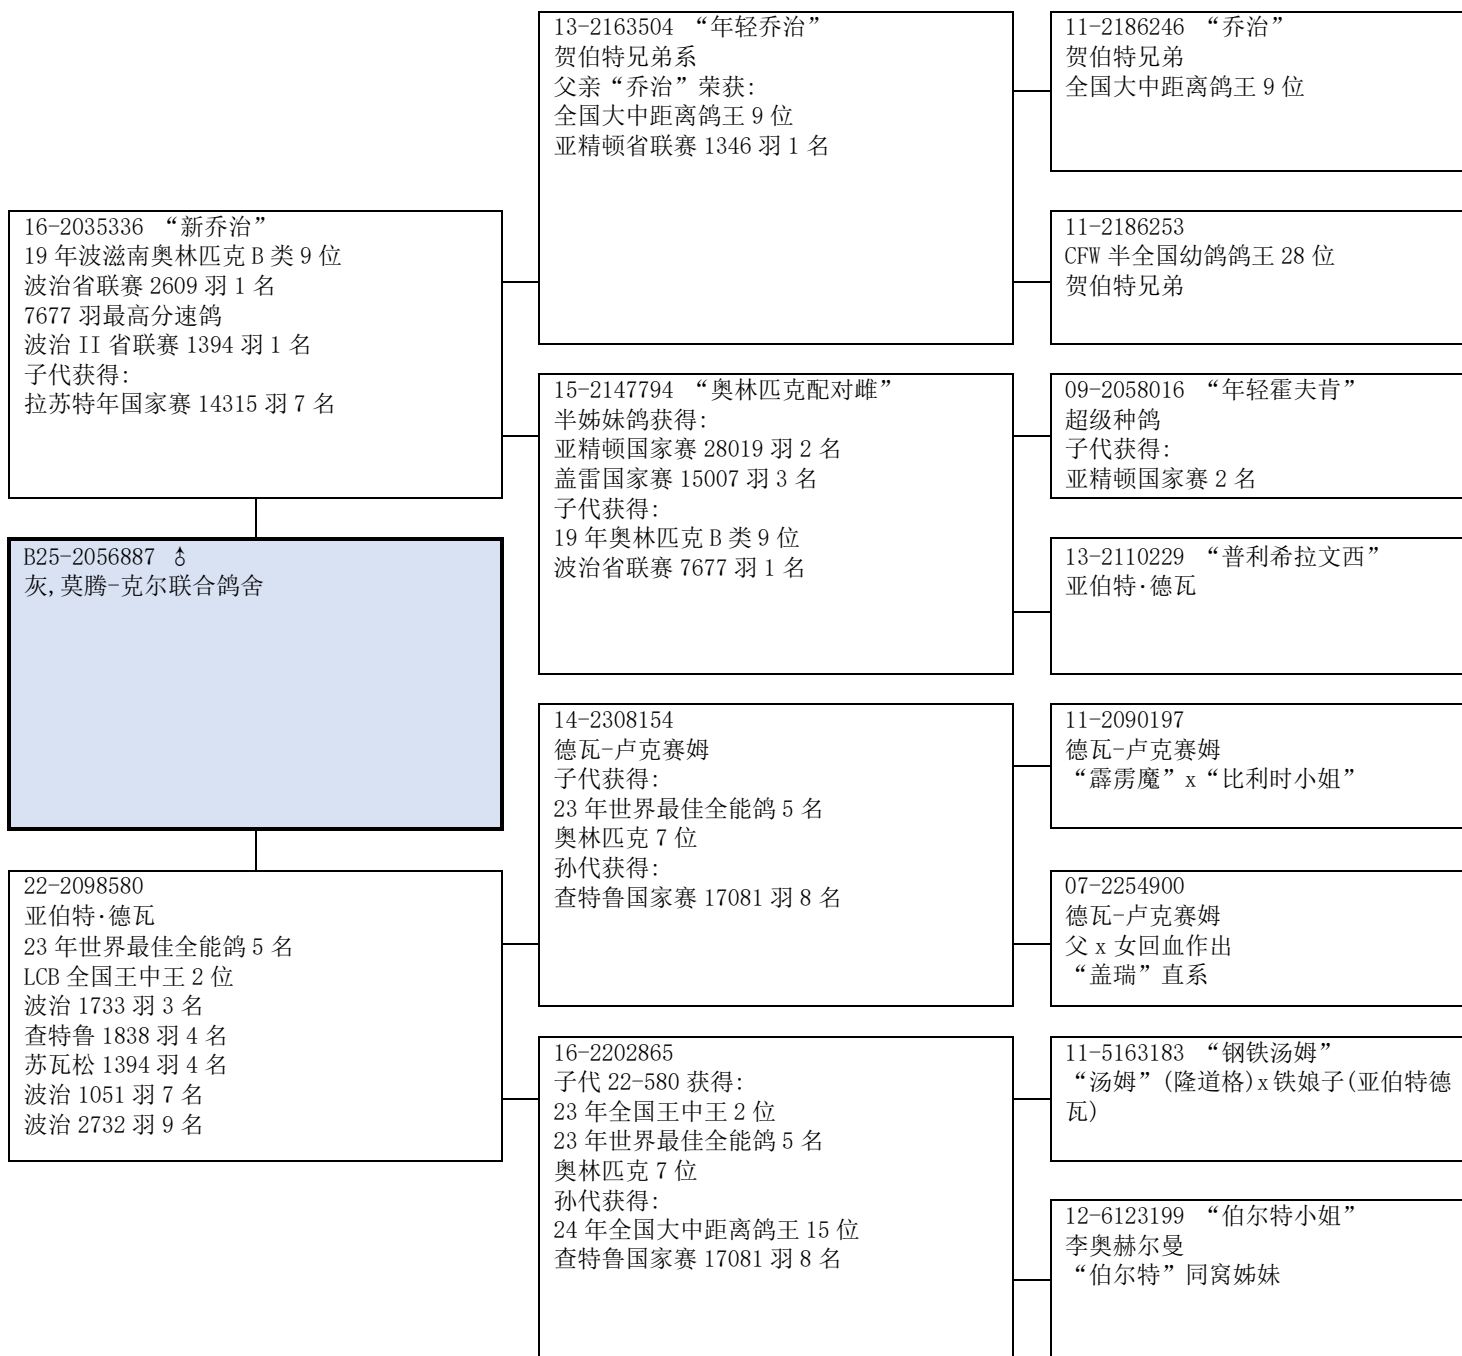 13-2163504 “年轻乔治”
贺伯特兄弟系
父亲“乔治”荣获:
全国大中距离鸽王 9 位
亚精顿省联赛 1346 羽 1 名
11-2186246 “乔治”
贺伯特兄弟
全国大中距离鸽王 9 位
16-2035336 “新乔治”
19 年波滋南奥林匹克 B 类 9 位
波治省联赛 2609 羽 1 名
7677 羽最高分速鸽
波治 II 省联赛 1394 羽 1 名
子代获得:
拉苏特年国家赛 14315 羽 7 名
11-2186253
CFW 半全国幼鸽鸽王 28 位
贺伯特兄弟
15-2147794 “奥林匹克配对雌”
半姊妹鸽获得:
亚精顿国家赛 28019 羽 2 名
盖雷国家赛 15007 羽 3 名
子代获得:
19 年奥林匹克 B 类 9 位
波治省联赛 7677 羽 1 名
09-2058016 “年轻霍夫肯”
超级种鸽
子代获得:
亚精顿国家赛 2 名
B25-2056887 ♂
灰,莫腾-克尔联合鸽舍
13-2110229 “普利希拉文西”
亚伯特·德瓦
14-2308154
德瓦-卢克赛姆
子代获得:
23 年世界最佳全能鸽 5 名
奥林匹克 7 位
孙代获得:
查特鲁国家赛 17081 羽 8 名
11-2090197
德瓦-卢克赛姆
“霹雳魔”x“比利时小姐”
22-2098580
亚伯特·德瓦
23 年世界最佳全能鸽 5 名
LCB 全国王中王 2 位
波治 1733 羽 3 名
查特鲁 1838 羽 4 名
苏瓦松 1394 羽 4 名
波治 1051 羽 7 名
波治 2732 羽 9 名
07-2254900
德瓦-卢克赛姆
父 x 女回血作出
“盖瑞”直系
16-2202865
子代 22-580 获得:
23 年全国王中王 2 位
23 年世界最佳全能鸽 5 名
奥林匹克 7 位
孙代获得:
24 年全国大中距离鸽王 15 位
查特鲁国家赛 17081 羽 8 名
11-5163183 “钢铁汤姆”
“汤姆”(隆道格)x 铁娘子(亚伯特德
瓦)
12-6123199 “伯尔特小姐”
李奥赫尔曼
“伯尔特”同窝姊妹